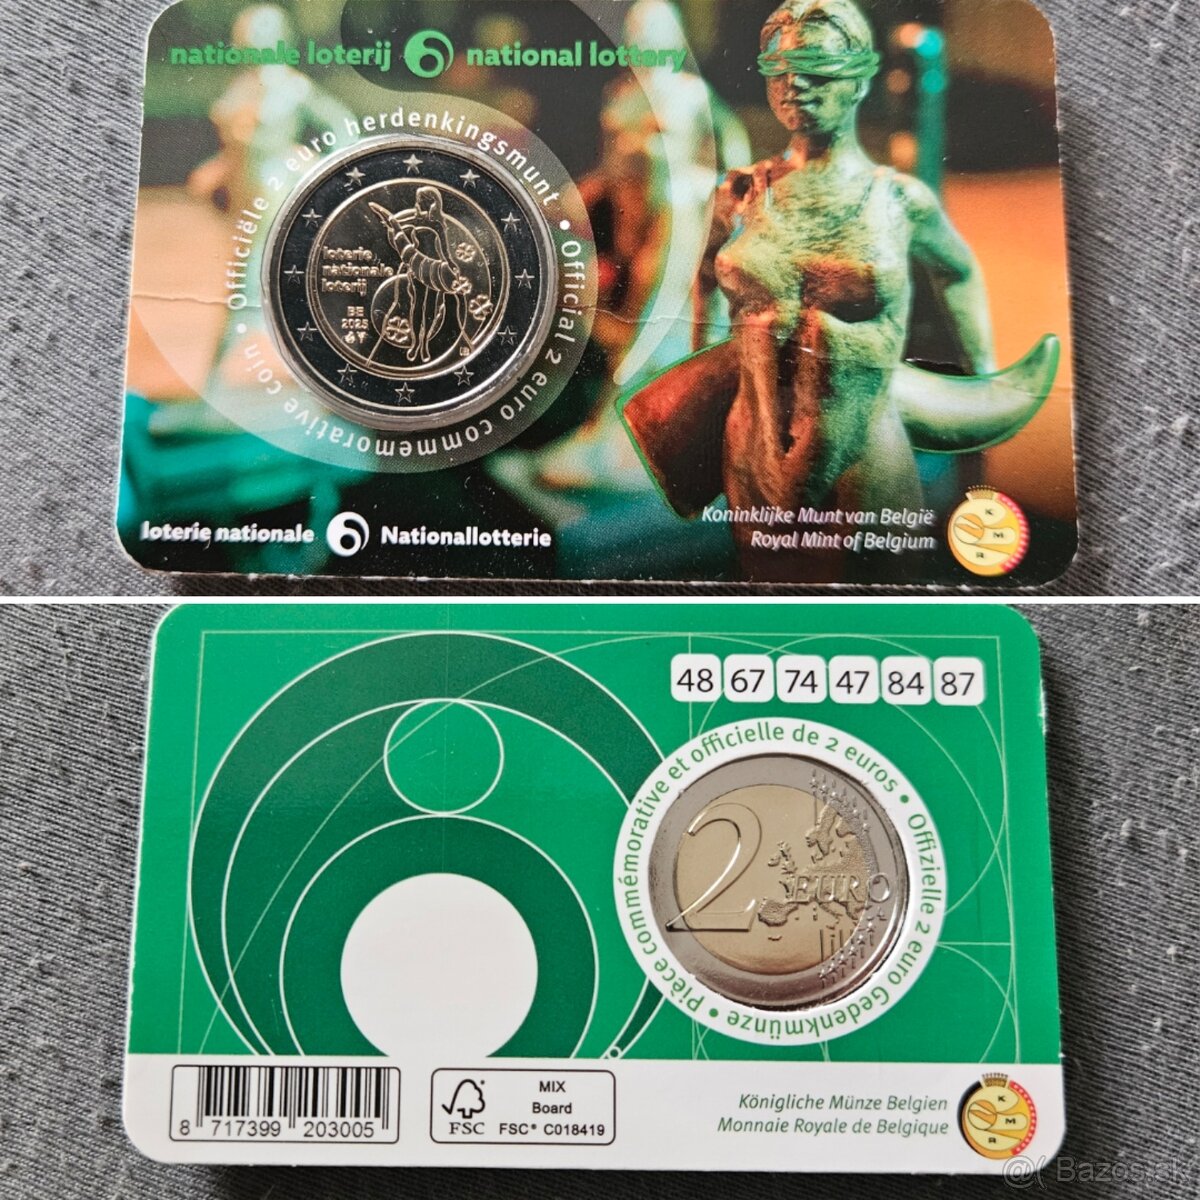 nationale loterij national lottery
Officiële 2 euro herdenkingsmunt • Official 2 euro commemorative coin •
loterie
nationale
loterij
BE
2025
loterie nationale Nationallotterie
Koninklijke Munt van België
Royal Mint of Belgium
K
M
R
48 67 74 47 84 87
Pièce commémorative et officielle de 2 euros • Offizielle 2 euro Gedenkmünze •
2 EURO
8 717399 203005
FSC
MIX
Board
FSC® C018419
Königliche Münze Belgien
Monnaie Royale de Belgique
K
M
R
@( Bazos.sk